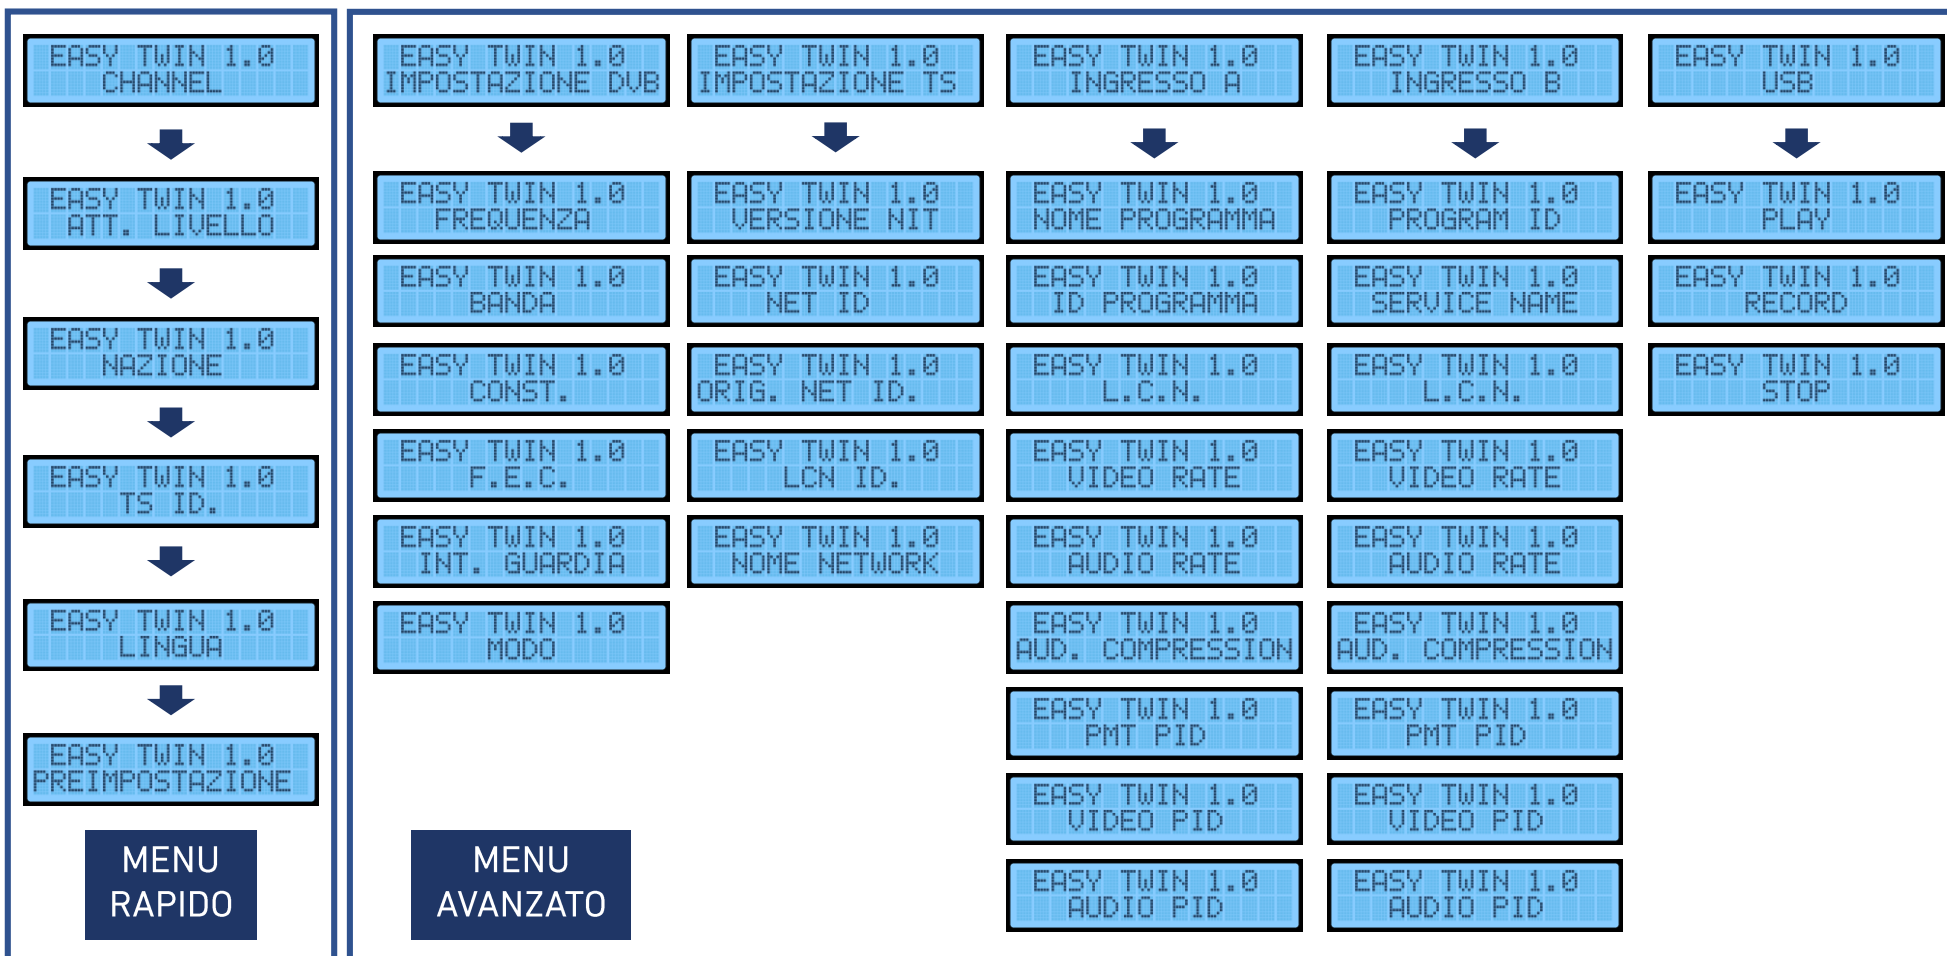 EASY TWIN 1.0
CHANNEL
EASY TWIN 1.0
ATT. LIVELLO
EASY TWIN 1.0
NAZIONE
EASY TWIN 1.0
TS ID.
EASY TWIN 1.0
LINGUA
EASY TWIN 1.0
PREIMPOSTAZIONE
MENU
RAPIDO
EASY TWIN 1.0
IMPOSTAZIONE DVB
EASY TWIN 1.0
FREQUENZA
EASY TWIN 1.0
BANDA
EASY TWIN 1.0
CONST.
EASY TWIN 1.0
F.E.C.
EASY TWIN 1.0
INT. GUARDIA
EASY TWIN 1.0
MODO
MENU
AVANZATO
EASY TWIN 1.0
IMPOSTAZIONE TS
EASY TWIN 1.0
VERSIONE NIT
EASY TWIN 1.0
NET ID
EASY TWIN 1.0
ORIG. NET ID.
EASY TWIN 1.0
LCN ID.
EASY TWIN 1.0
NOME NETWORK
EASY TWIN 1.0
INGRESSO A
EASY TWIN 1.0
NOME PROGRAMMA
EASY TWIN 1.0
ID PROGRAMMA
EASY TWIN 1.0
L.C.N.
EASY TWIN 1.0
VIDEO RATE
EASY TWIN 1.0
AUDIO RATE
EASY TWIN 1.0
AUD. COMPRESSION
EASY TWIN 1.0
PMT PID
EASY TWIN 1.0
VIDEO PID
EASY TWIN 1.0
AUDIO PID
EASY TWIN 1.0
INGRESSO B
EASY TWIN 1.0
PROGRAM ID
EASY TWIN 1.0
SERVICE NAME
EASY TWIN 1.0
L.C.N.
EASY TWIN 1.0
VIDEO RATE
EASY TWIN 1.0
AUDIO RATE
EASY TWIN 1.0
AUD. COMPRESSION
EASY TWIN 1.0
PMT PID
EASY TWIN 1.0
VIDEO PID
EASY TWIN 1.0
AUDIO PID
EASY TWIN 1.0
USB
EASY TWIN 1.0
PLAY
EASY TWIN 1.0
RECORD
EASY TWIN 1.0
STOP